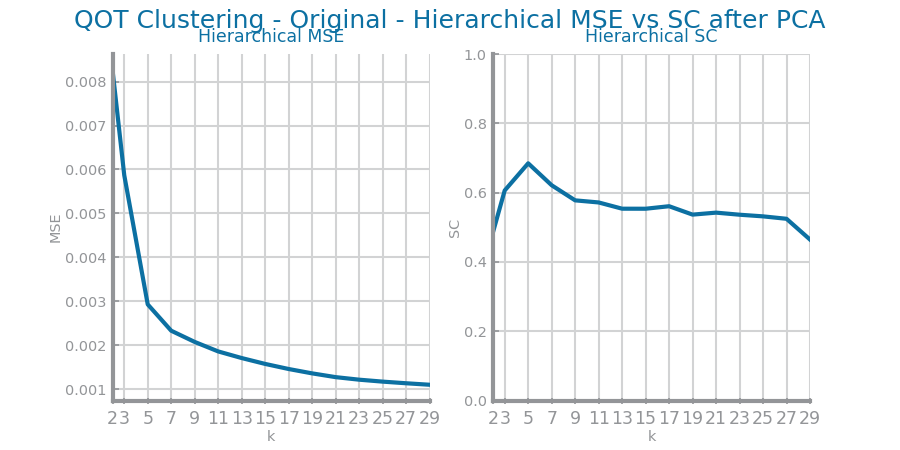 QOT Clustering - Original - Hierarchical MSE vs SC after PCA
Hierarchical MSE
Hierarchical SC
0.008
0.007
0.006
0.005
0.004
0.003
0.002
0.001
MSE
2 3 5 7 9 11 13 15 17 19 21 23 25 27 29
k
1.0
0.8
0.6
0.4
0.2
0.0
SC
2 3 5 7 9 11 13 15 17 19 21 23 25 27 29
k